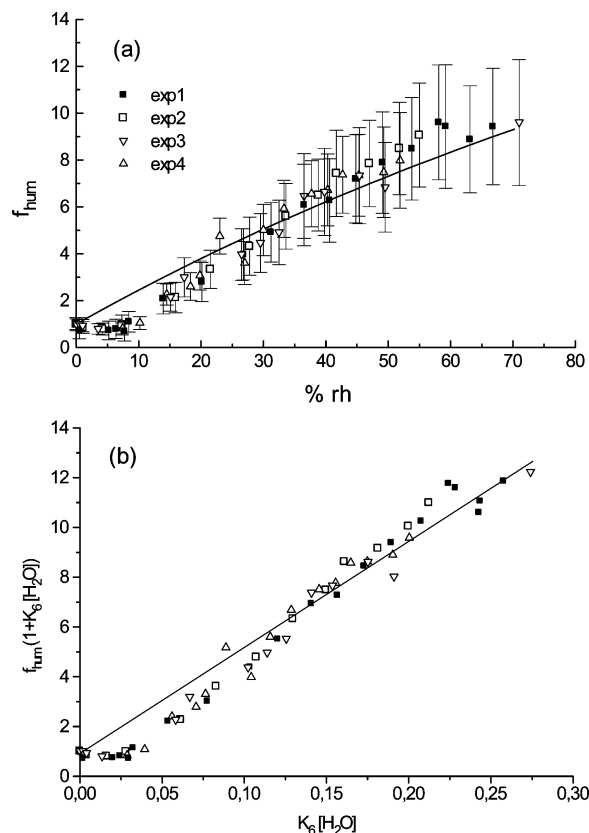 14
12
10
8
6
4
2
0
f_hum
(a)
exp1
exp2
exp3
exp4
0 10 20 30 40 50 60 70 80
% rh
14
12
10
8
6
4
2
0
f_hum(1+K_6[H_2O])
(b)
0,00 0,05 0,10 0,15 0,20 0,25 0,30
K_6[H_2O]